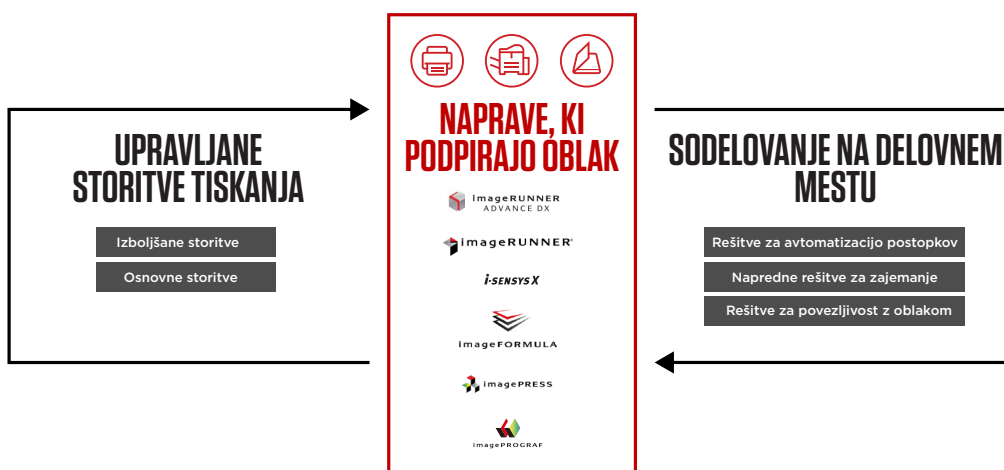 UPRAVLJANE
STORITVE TISKANJA
Izboljšane storitve
Osnovne storitve
NAPRAVE, KI
PODPIRAJO OBLAK
imageRUNNER
ADVANCE DX
imageRUNNER®
i-SENSYS X
imageFORMULA
imagePRESS
imagePROGRAF
SODELOVANJE NA DELOVNEM
MESTU
Rešitve za avtomatizacijo postopkov
Napredne rešitve za zajemanje
Rešitve za povezljivost z oblakom